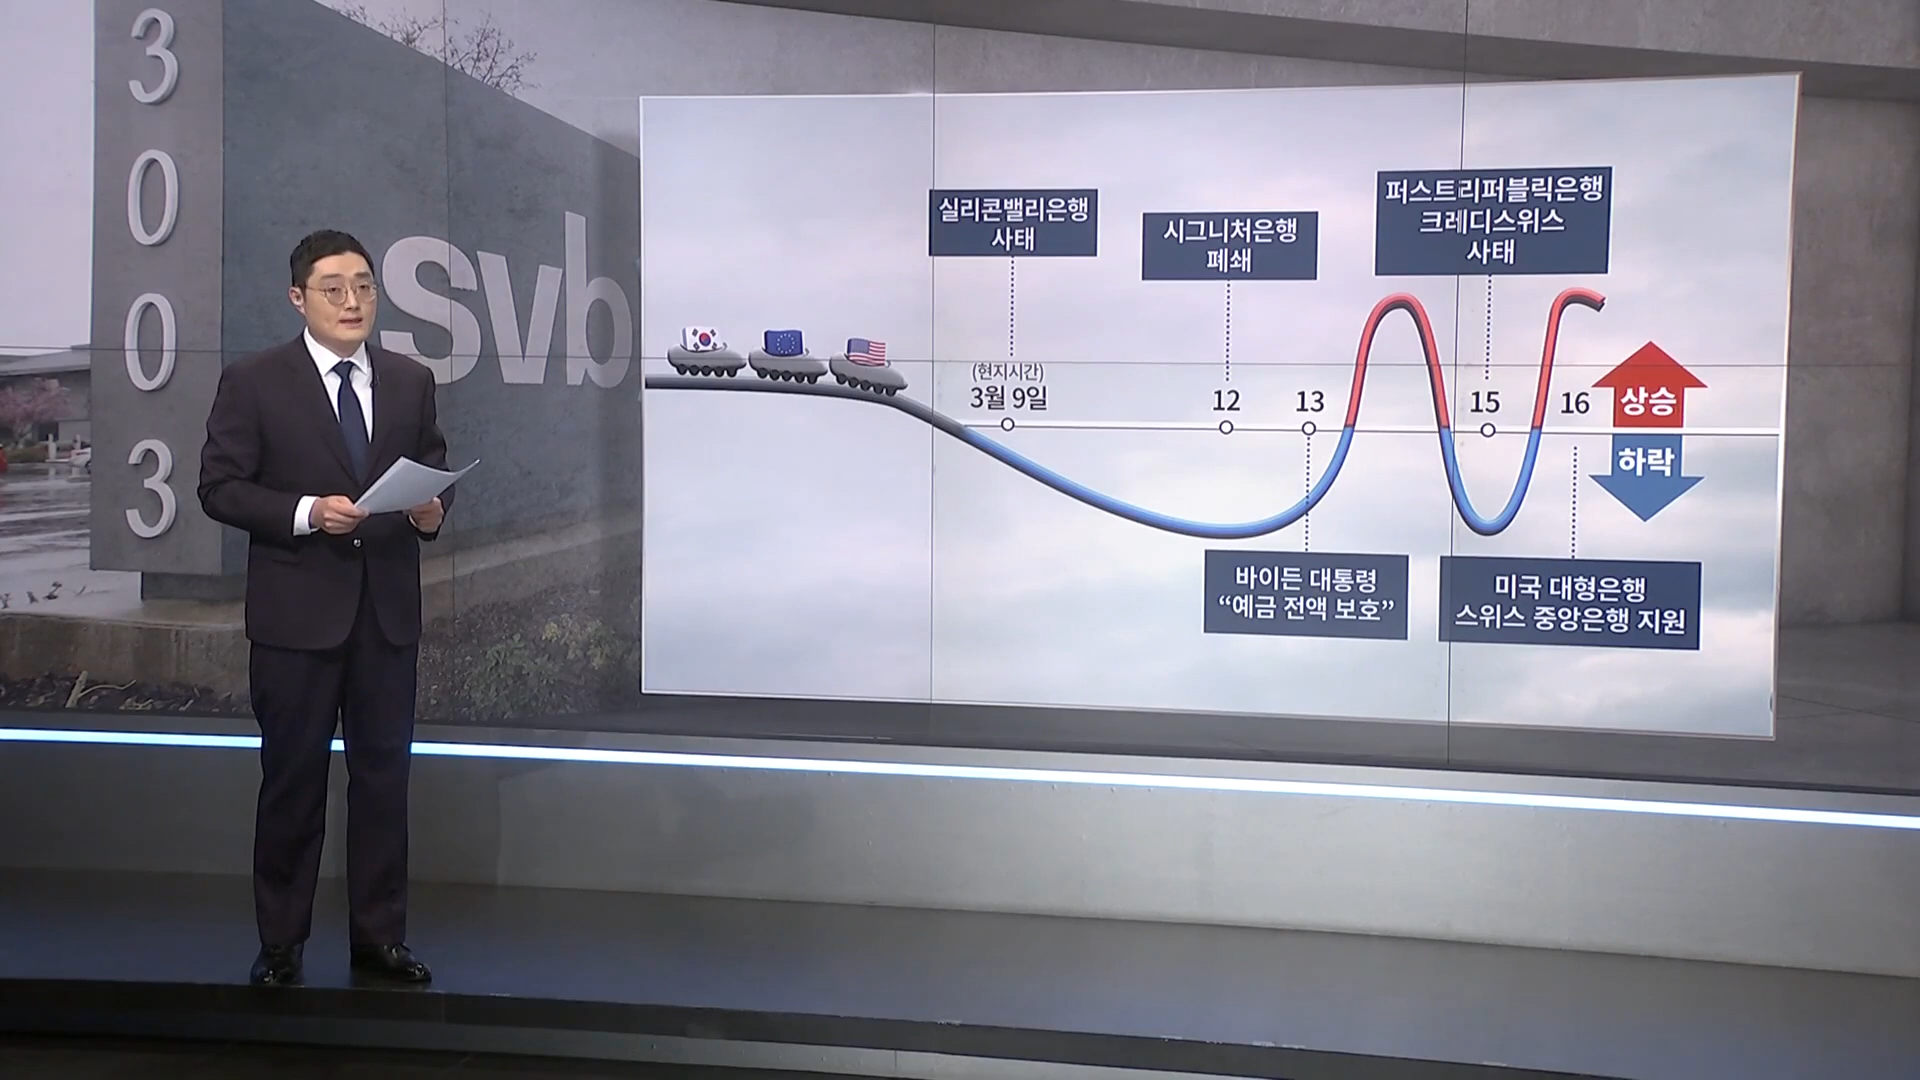 3
0
0
3
svb
실리콘밸리은행
사태
시그니처은행
폐쇄
퍼스트리퍼블릭은행
크레디스위스
사태
(현지시간)
3월 9일
12
13
15
16
상승
하락
바이든 대통령
“예금 전액 보호”
미국 대형은행
스위스 중앙은행 지원